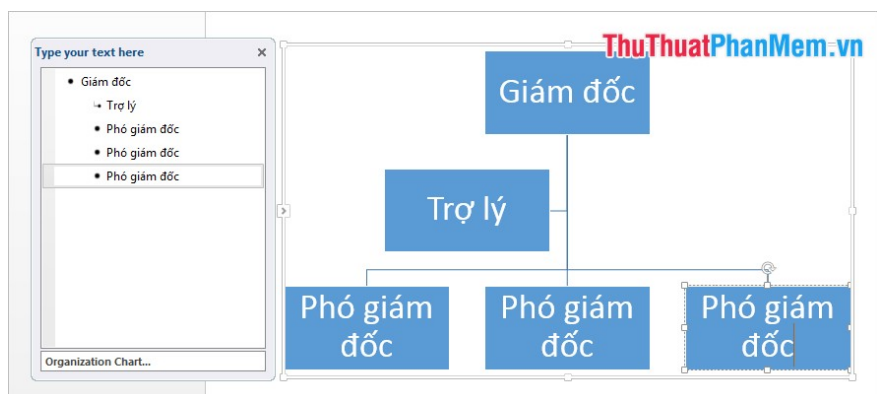 ThuThuatPhanMem.vn
Type your text here
Giám đốc
Trợ lý
Phó giám đốc
Phó giám đốc
Phó giám đốc
Organization Chart...
Giám đốc
Trợ lý
Phó giám
đốc
Phó giám
đốc
Phó giám
đốc